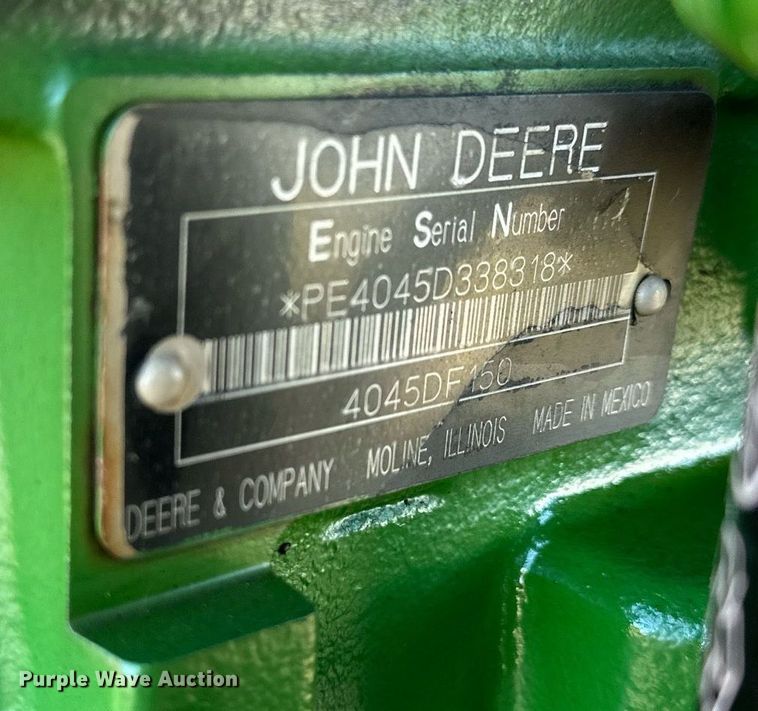 JOHN DEERE
Engine Serial Number
*PE4045D338318*
4045DF150
DEERE & COMPANY MOLINE, ILLINOIS MADE IN MEXICO
Purple Wave Auction